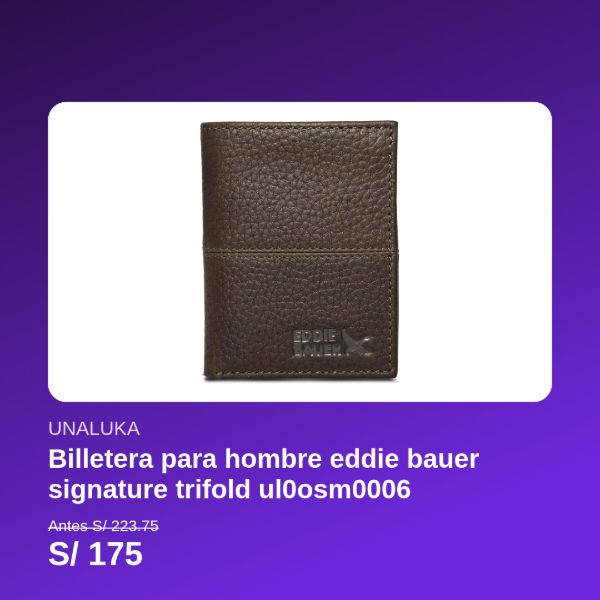 EDDIE
BAUER
UNALUKA
Billetera para hombre eddie bauer
signature trifold ul0osm0006
Antes S/ 223.75
S/ 175